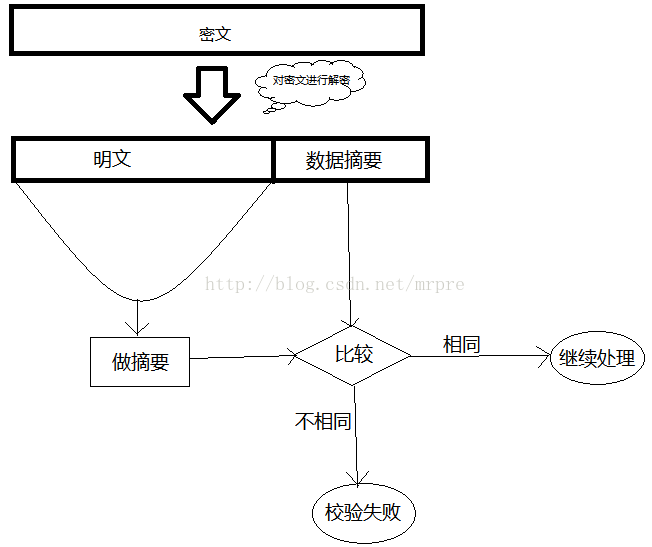 密文
对密文进行解密
明文
数据摘要
http://blog.csdn.net/mrpre
做摘要
比较
相同
继续处理
不相同
校验失败